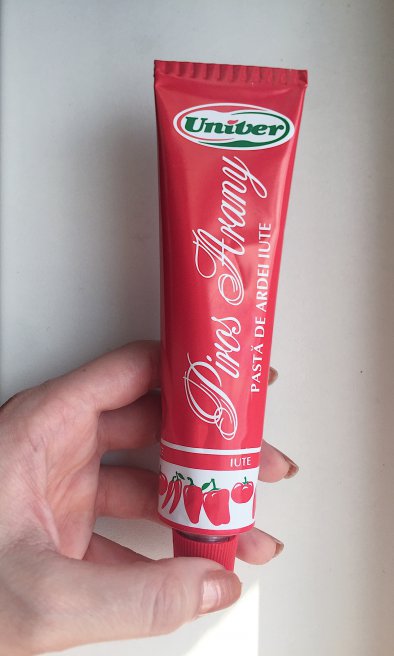 Univer
Piros Arany
PASTĂ DE ARDEI IUTE
IUTE